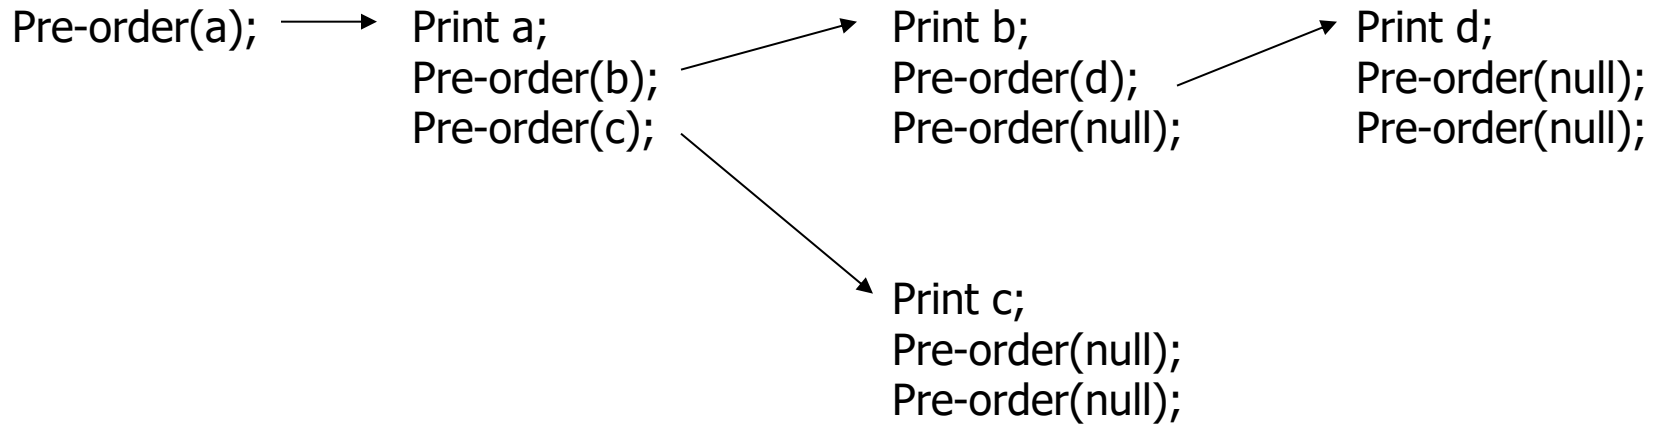 Pre-order(a);
Print a;
Pre-order(b);
Pre-order(c);
Print b;
Pre-order(d);
Pre-order(null);
Print d;
Pre-order(null);
Pre-order(null);
Print c;
Pre-order(null);
Pre-order(null);